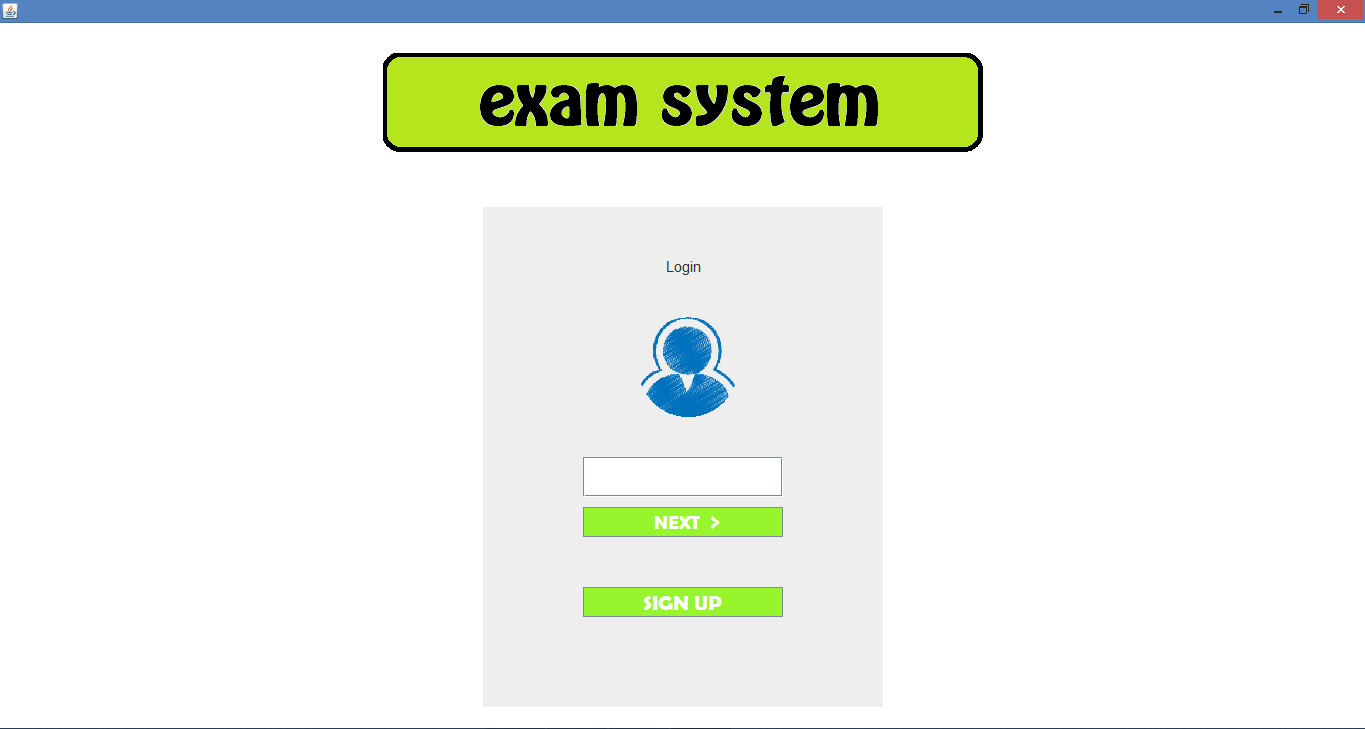 exam system
Login
NEXT >
SIGN UP